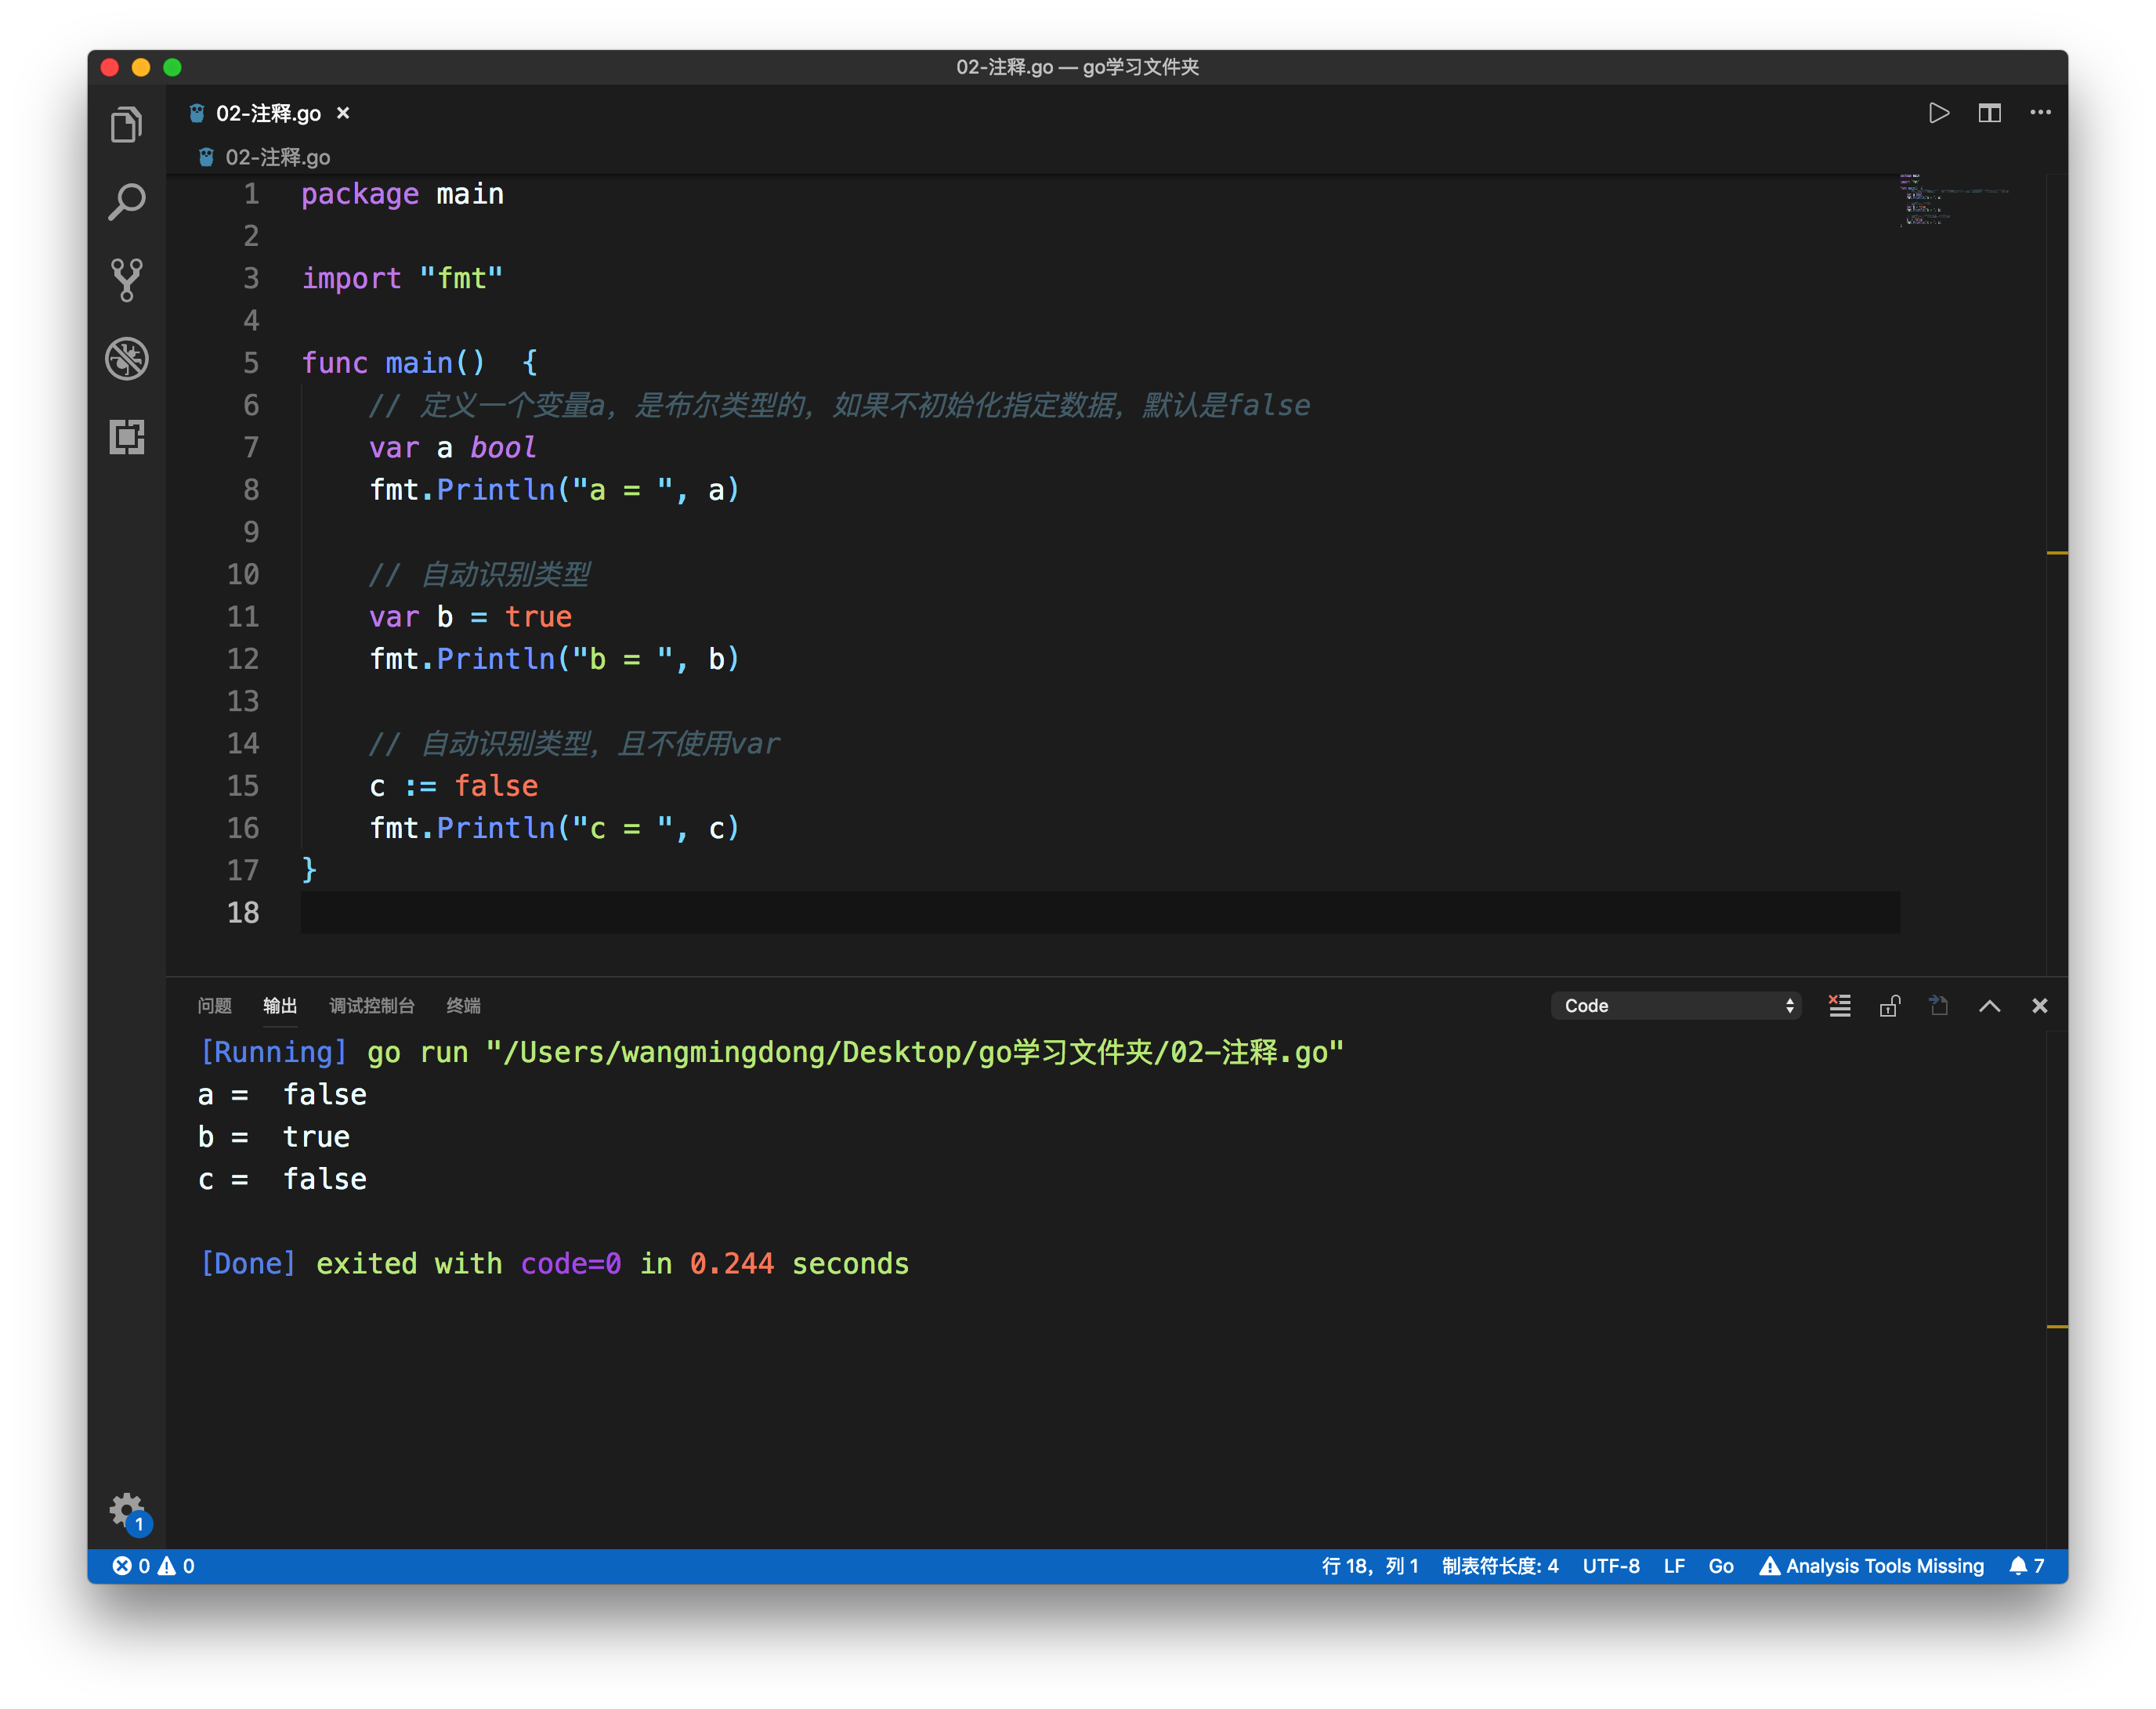 02-注释.go — go学习文件夹
02-注释.go ×
02-注释.go
1 package main
2
3 import "fmt"
4
5 func main()  {
6     // 定义一个变量a，是布尔类型的，如果不初始化指定数据，默认是false
7     var a bool
8     fmt.Println("a = ", a)
9
10     // 自动识别类型
11     var b = true
12     fmt.Println("b = ", b)
13
14     // 自动识别类型，且不使用var
15     c := false
16     fmt.Println("c = ", c)
17 }
18
问题 输出 调试控制台 终端 Code
[Running] go run "/Users/wangmingdong/Desktop/go学习文件夹/02-注释.go"
a =  false
b =  true
c =  false
[Done] exited with code=0 in 0.244 seconds
1
0 0 行 18，列 1 制表符长度: 4 UTF-8 LF Go Analysis Tools Missing 7